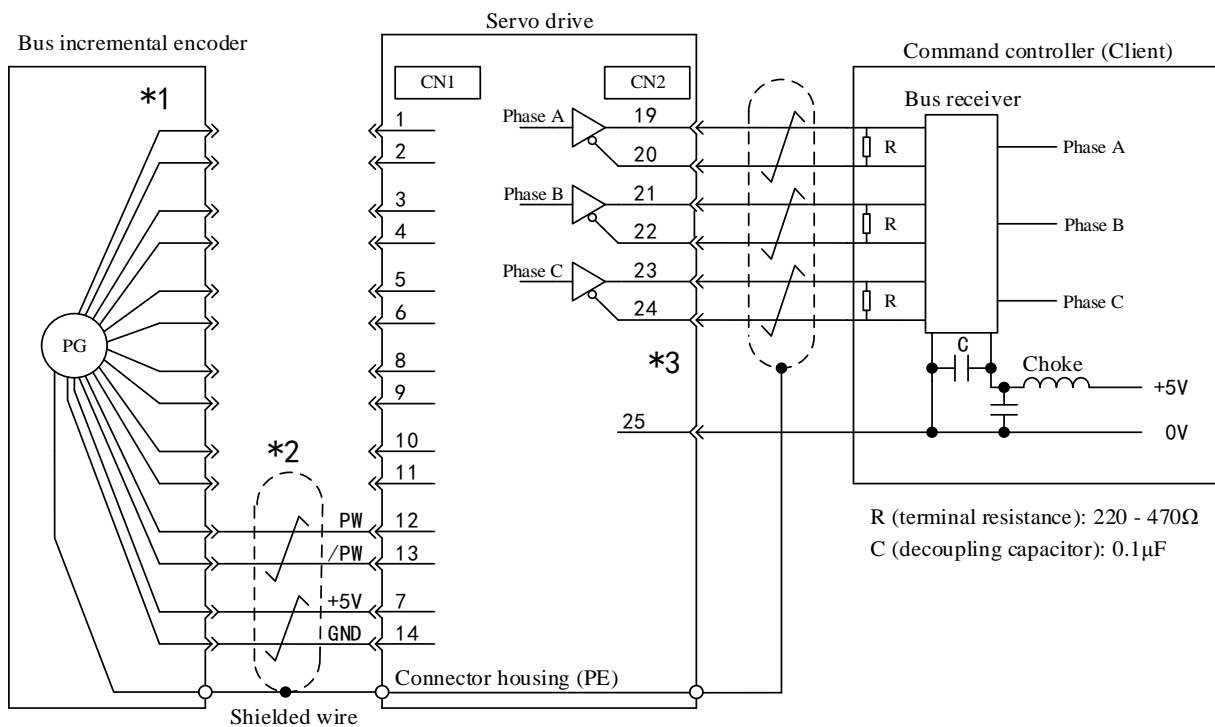 Servo drive
Bus incremental encoder
Command controller (Client)
*1
CN1
CN2
Bus receiver
1
2
3
4
5
6
8
9
10
11
PW 12
/PW 13
+5V 7
GND 14
*2
PG
Phase A
19
20
Phase B
21
22
Phase C
23
24
*3
25
R
R
R
Phase A
Phase B
Phase C
C
Choke
+5V
0V
R (terminal resistance): 220 - 470Ω
C (decoupling capacitor): 0.1μF
Connector housing (PE)
Shielded wire